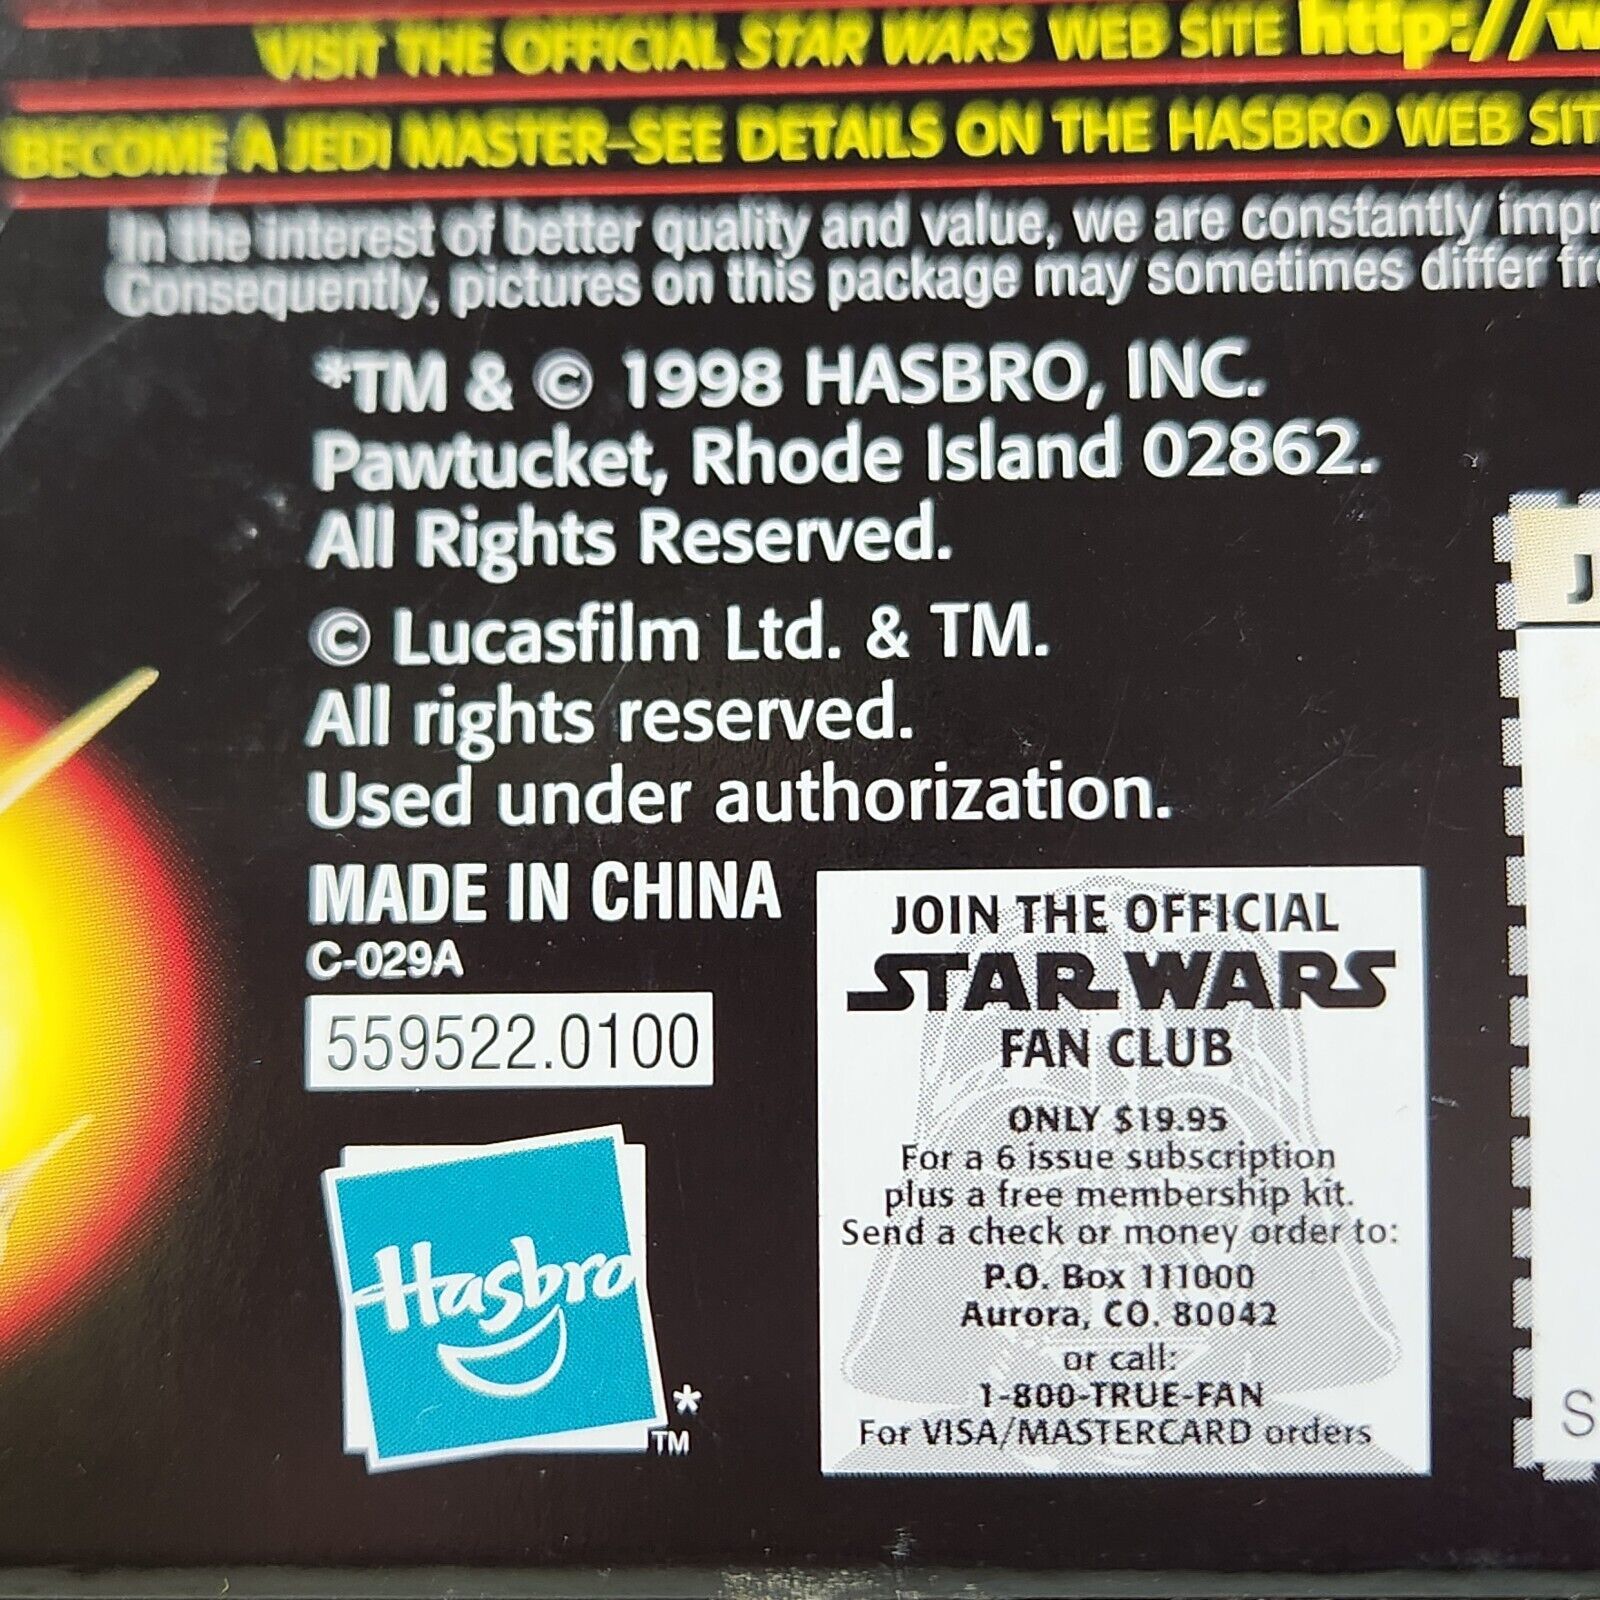 VISIT THE OFFICIAL STAR WARS WEB SITE http://w
BECOME A JEDI MASTER–SEE DETAILS ON THE HASBRO WEB SIT
In the interest of better quality and value, we are constantly impr
Consequently, pictures on this package may sometimes differ fr
*TM & © 1998 HASBRO, INC.
Pawtucket, Rhode Island 02862.
All Rights Reserved.
© Lucasfilm Ltd. & TM.
All rights reserved.
Used under authorization.
MADE IN CHINA
C-029A
559522.0100
Hasbro
*
TM
JOIN THE OFFICIAL
STAR WARS
FAN CLUB
ONLY $19.95
For a 6 issue subscription
plus a free membership kit.
Send a check or money order to:
P.O. Box 111000
Aurora, CO. 80042
or call:
1-800-TRUE-FAN
For VISA/MASTERCARD orders
J
S